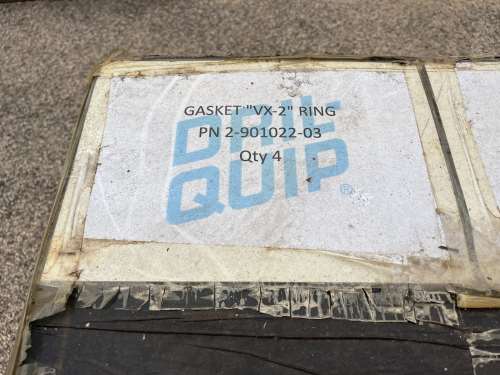 GASKET "VX-2" RING
PN 2-901022-03
Qty 4
DRIL
QUIP®